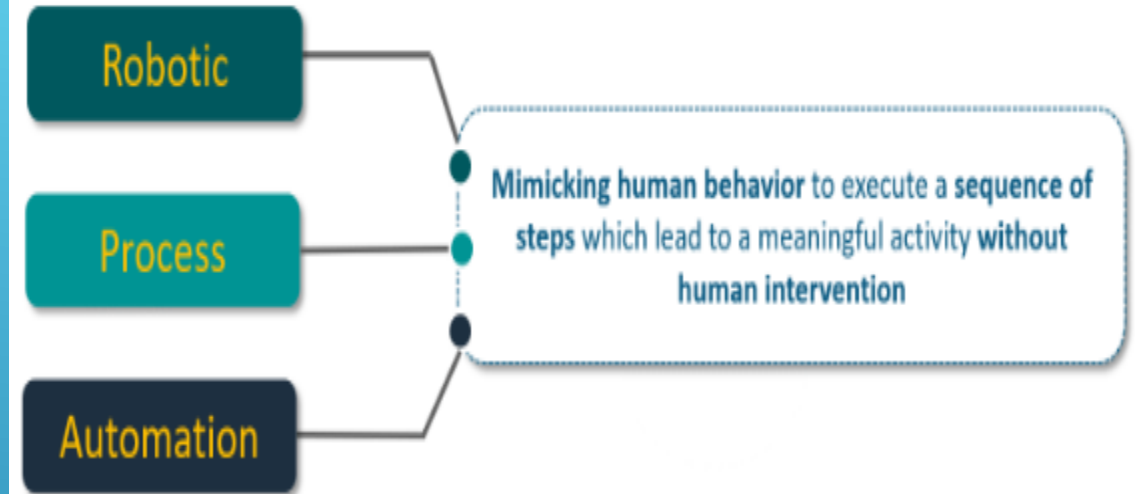 Robotic
Process
Automation
Mimicking human behavior to execute a sequence of
steps which lead to a meaningful activity without
human intervention